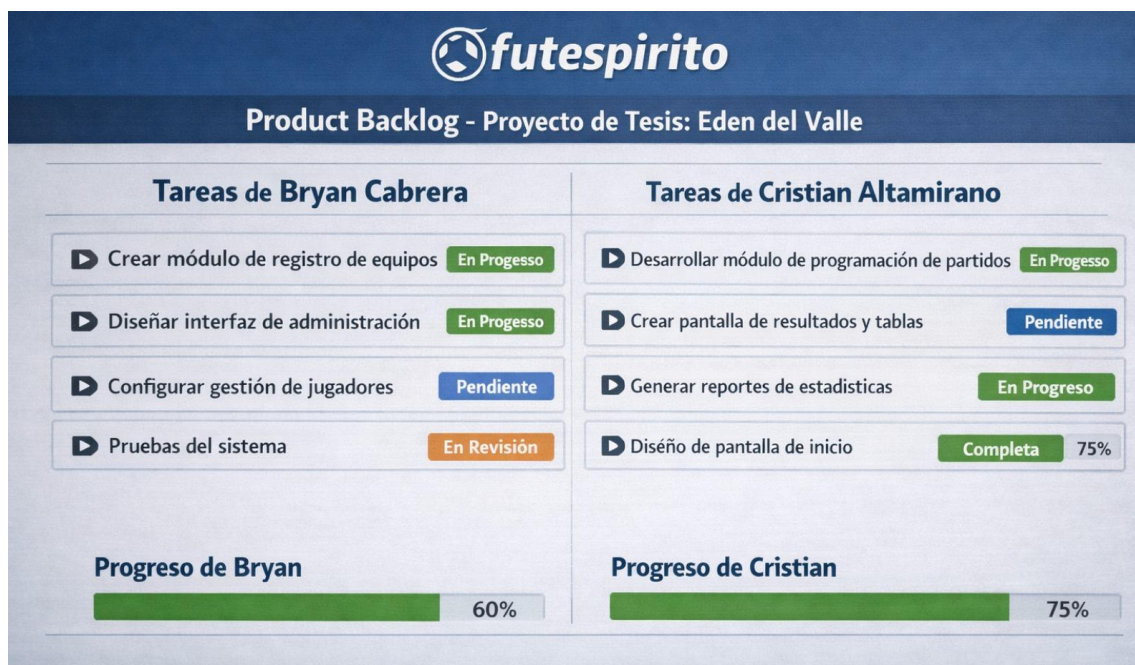 futespirito
Product Backlog - Proyecto de Tesis: Eden del Valle
Tareas de Bryan Cabrera
Crear módulo de registro de equipos En Progesso
Diseñar interfaz de administración En Progesso
Configurar gestión de jugadores Pendiente
Pruebas del sistema En Revisión
Progreso de Bryan
60%
Tareas de Cristian Altamirano
Desarrollar módulo de programación de partidos En Progesso
Crear pantalla de resultados y tablas Pendiente
Generar reportes de estadisticas En Progreso
Diséño de pantalla de inicio Completa 75%
Progreso de Cristian
75%